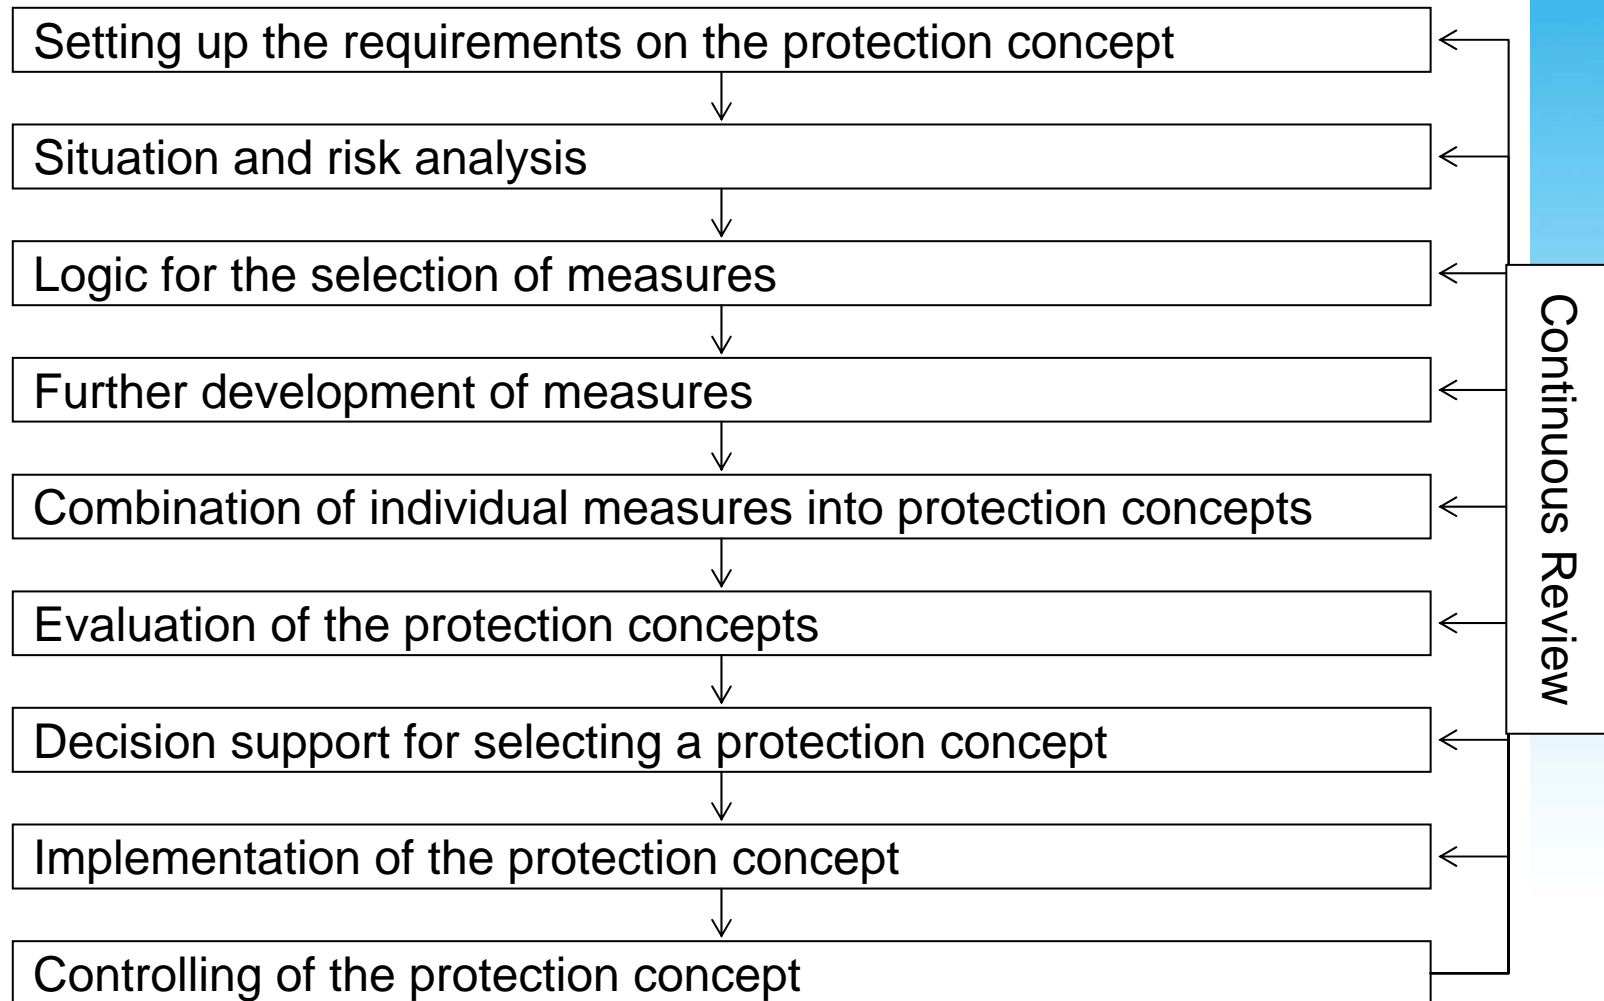 Setting up the requirements on the protection concept
Situation and risk analysis
Logic for the selection of measures
Further development of measures
Combination of individual measures into protection concepts
Evaluation of the protection concepts
Decision support for selecting a protection concept
Implementation of the protection concept
Controlling of the protection concept
Continuous Review